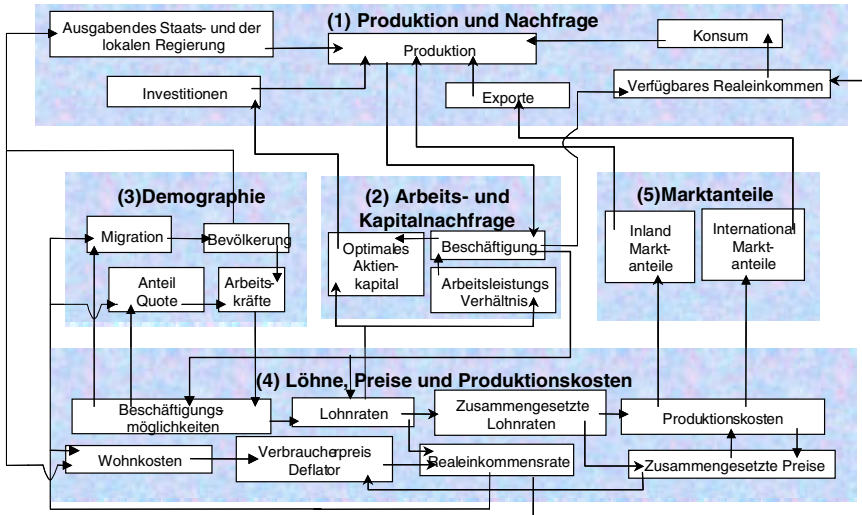 (1) Produktion und Nachfrage
Ausgabendes Staats- und der
lokalen Regierung
Produktion
Konsum
Investitionen
Exporte
Verfügbares Realeinkommen
(3)Demographie
Migration
Bevölkerung
Anteil
Quote
Arbeits-
kräfte
(2) Arbeits- und
Kapitalnachfrage
Optimales
Aktien-
kapital
Beschäftigung
Arbeitsleistungs
Verhältnis
(5)Marktanteile
Inland
Markt-
anteile
International
Markt-
anteile
(4) Löhne, Preise und Produktionskosten
Beschäftigungs-
möglichkeiten
Lohnraten
Zusammengesetzte
Lohnraten
Produktionskosten
Wohnkosten
Verbraucherpreis
Deflator
Realeinkommensrate
Zusammengesetzte Preise